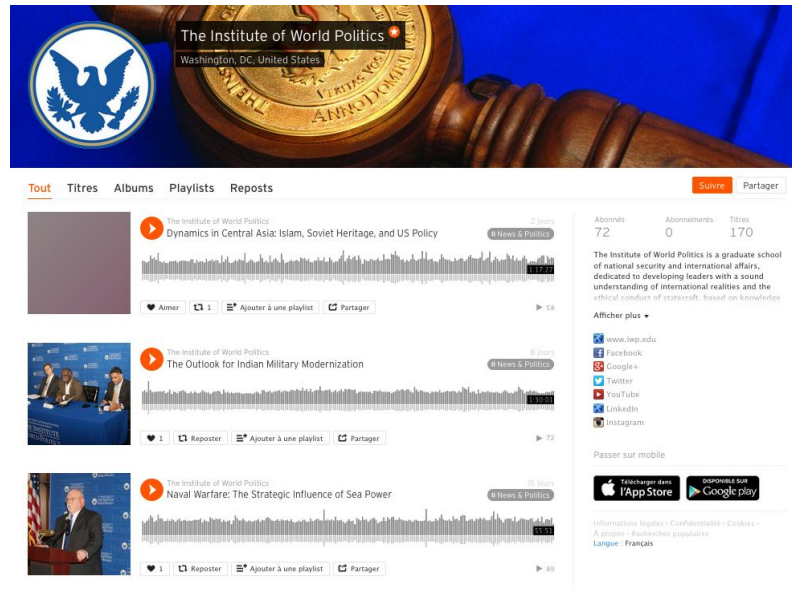 The Institute of World Politics
Washington, DC, United States
THE INS
VERITAS VOS
ANNO DOMINI
Tout Titres Albums Playlists Reposts
Suivre Partager
The Institute of World Politics 2 jours
Dynamics in Central Asia: Islam, Soviet Heritage, and US Policy # News & Politics
1:17:27
Aimer 1 Ajouter à une playlist Partager 58
The Institute of World Politics 8 jours
The Outlook for Indian Military Modernization # News & Politics
1:30:01
1 Reposter Ajouter à une playlist Partager 72
The Institute of World Politics 15 jours
Naval Warfare: The Strategic Influence of Sea Power # News & Politics
55:51
1 Reposter Ajouter à une playlist Partager 89
Abonnés Abonnements Titres
72 0 170
The Institute of World Politics is a graduate school
of national security and international affairs,
dedicated to developing leaders with a sound
understanding of international realities and the
ethical conduct of statecraft, based on knowledge
Afficher plus
www.iwp.edu
Facebook
Google+
Twitter
YouTube
LinkedIn
Instagram
Passer sur mobile
Télécharger dans
l'App Store
DISPONIBLE SUR
Google play
Informations légales - Confidentialité - Cookies -
À propos - Recherches populaires
Langue : Français